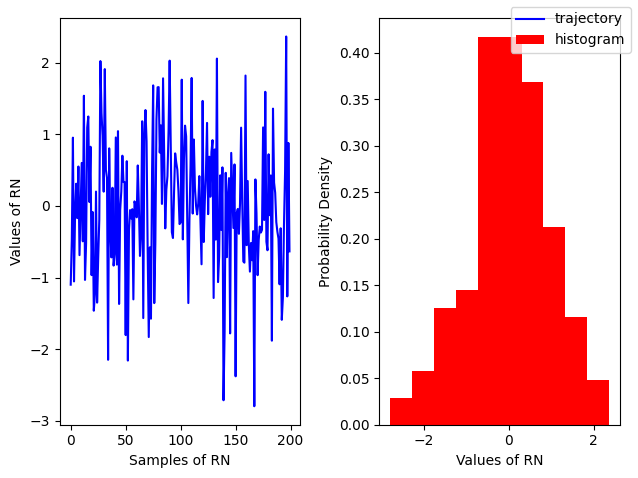 trajectory
histogram
2
1
0
−1
−2
−3
Values of RN
0 50 100 150 200
Samples of RN
0.40
0.35
0.30
0.25
0.20
0.15
0.10
0.05
0.00
Probability Density
−2 0 2
Values of RN